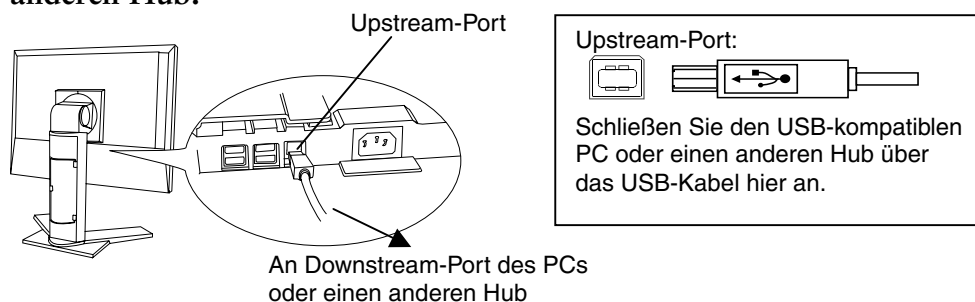 anderen Hub.
Upstream-Port
An Downstream-Port des PCs
oder einen anderen Hub
Upstream-Port:
Schließen Sie den USB-kompatiblen
PC oder einen anderen Hub über
das USB-Kabel hier an.